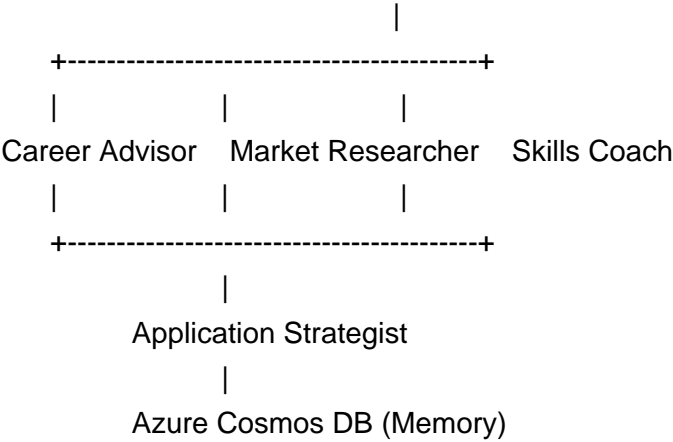 |
+------------------------------------------+
| | |
Career Advisor Market Researcher Skills Coach
| | |
+------------------------------------------+
|
Application Strategist
|
Azure Cosmos DB (Memory)